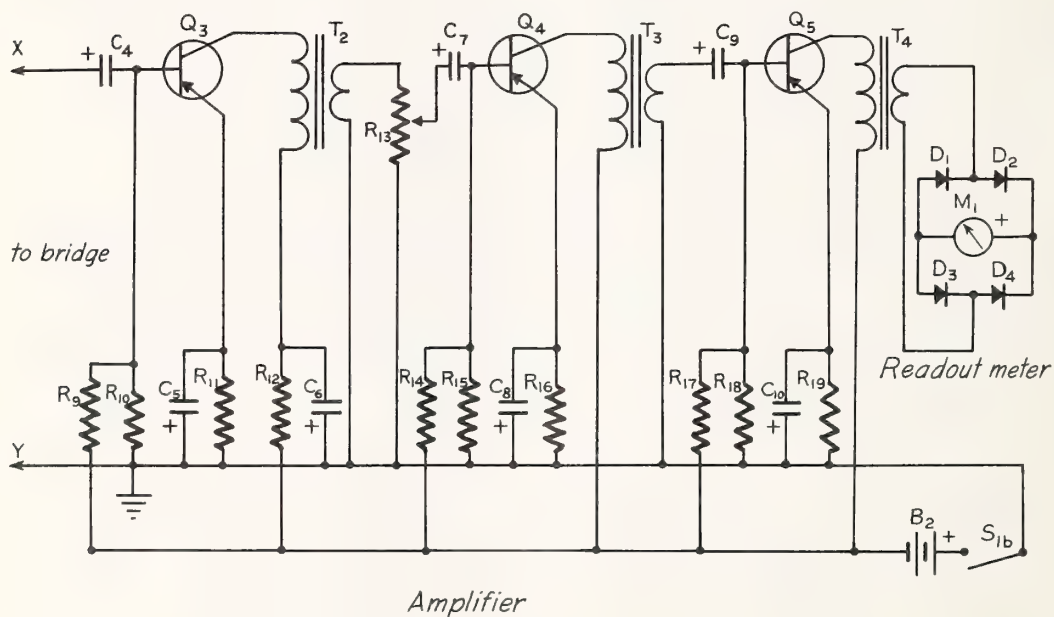 X
+ C4
Q3
T2
R13
+ C7
Q4
T3
+ C9
Q5
T4
D1
D2
M1
+
D3
D4
to bridge
Readout meter
R9
R10
C5
+
R11
R12
C6
+
R14
R15
C8
+
R16
R17
R18
C10
+
R19
Y
B2
+
S1b
Amplifier